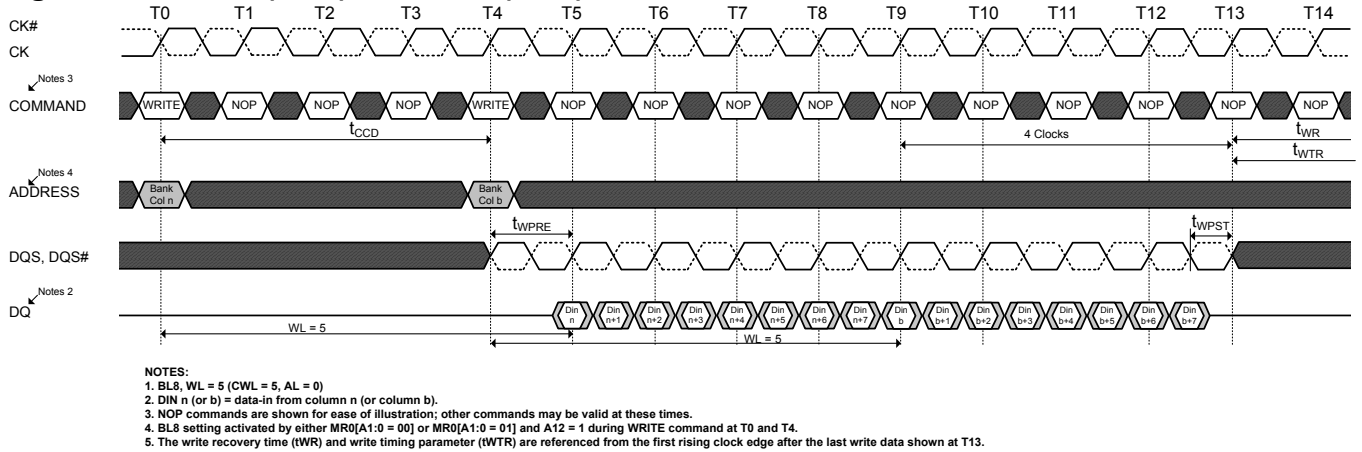 T0 T1 T2 T3 T4 T5 T6 T7 T8 T9 T10 T11 T12 T13 T14
CK#
CK
Notes 3
COMMAND WRITE NOP NOP NOP WRITE NOP NOP NOP NOP NOP NOP NOP NOP NOP NOP
tCCD 4 Clocks tWR
tWTR
Notes 4
ADDRESS
Bank Bank
Col n Col b
tWPRE tWPST
DQS, DQS#
Notes 2
DQ
Din Din Din Din Din Din Din Din Din Din Din Din Din Din Din Din
n n+1 n+2 n+3 n+4 n+5 n+6 n+7 b b+1 b+2 b+3 b+4 b+5 b+6 b+7
WL = 5
WL = 5
NOTES:
1. BL8, WL = 5 (CWL = 5, AL = 0)
2. DIN n (or b) = data-in from column n (or column b).
3. NOP commands are shown for ease of illustration; other commands may be valid at these times.
4. BL8 setting activated by either MR0[A1:0 = 00] or MR0[A1:0 = 01] and A12 = 1 during WRITE command at T0 and T4.
5. The write recovery time (tWR) and write timing parameter (tWTR) are referenced from the first rising clock edge after the last write data shown at T13.